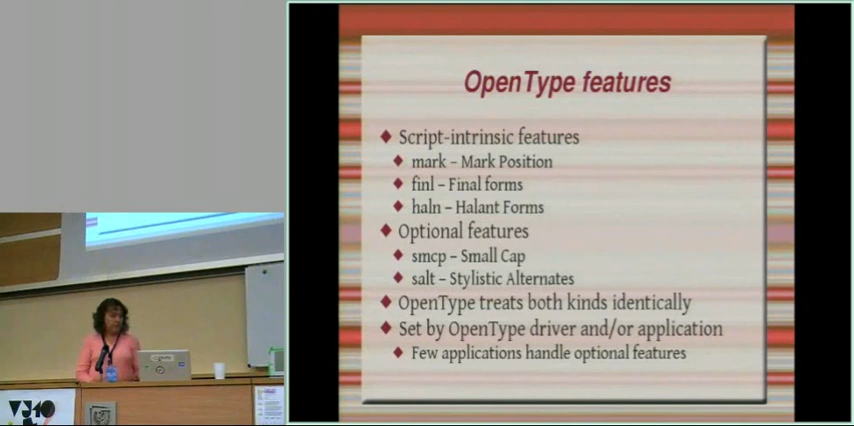 OpenType features
Script-intrinsic features
mark – Mark Position
finl – Final forms
haln – Halant Forms
Optional features
smcp – Small Cap
salt – Stylistic Alternates
OpenType treats both kinds identically
Set by OpenType driver and/or application
Few applications handle optional features
VJ10